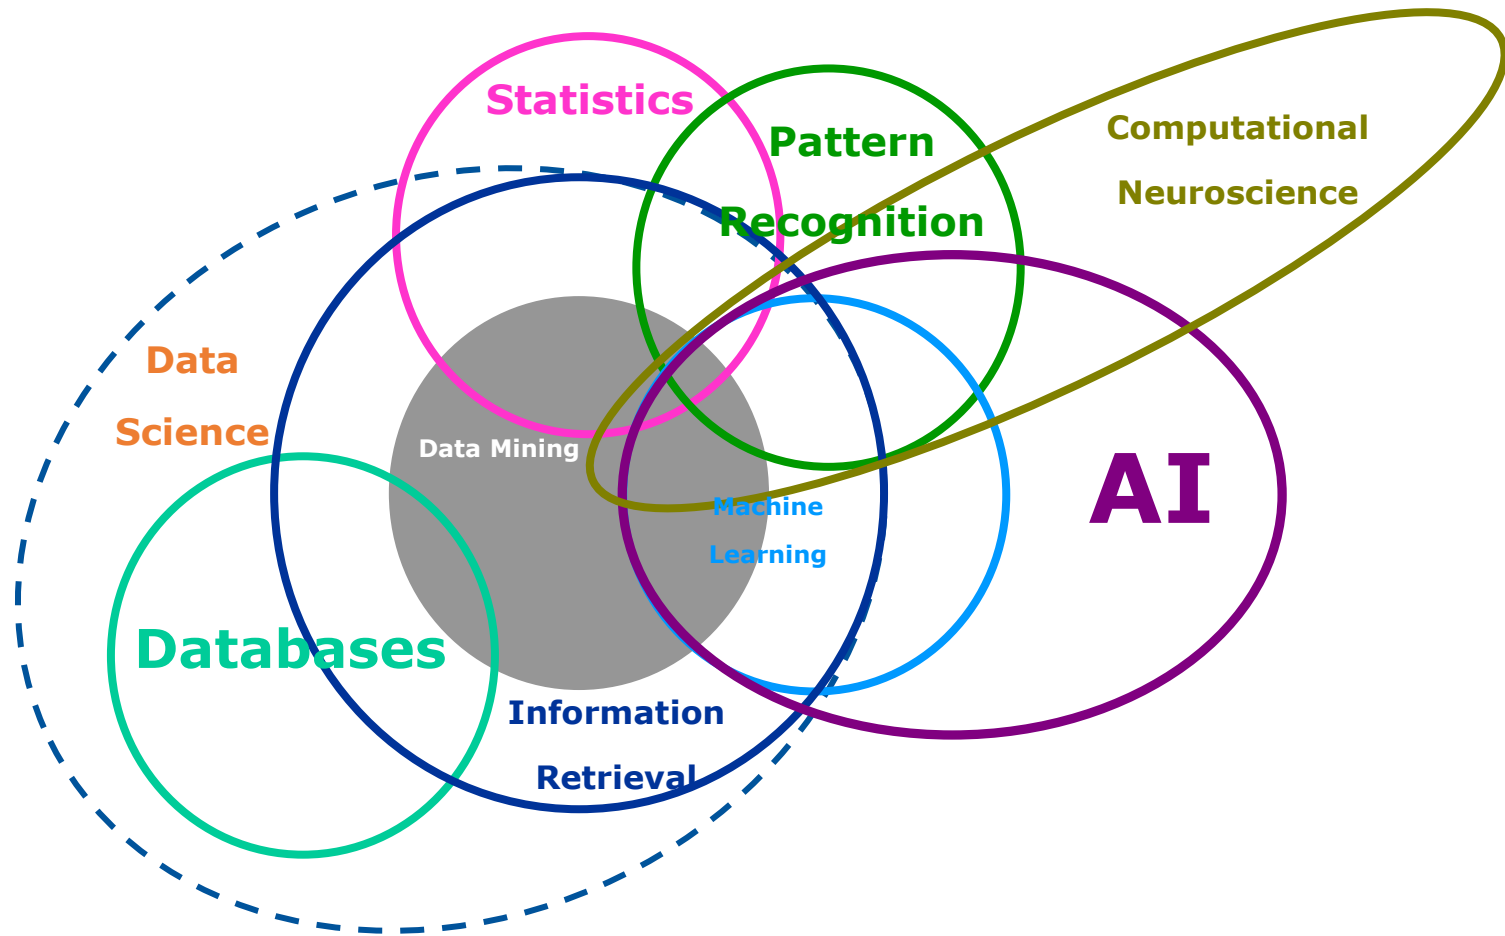 Statistics
Pattern
Recognition
Computational
Neuroscience
Data
Science
Data Mining
AI
Machine
Learning
Databases
Information
Retrieval